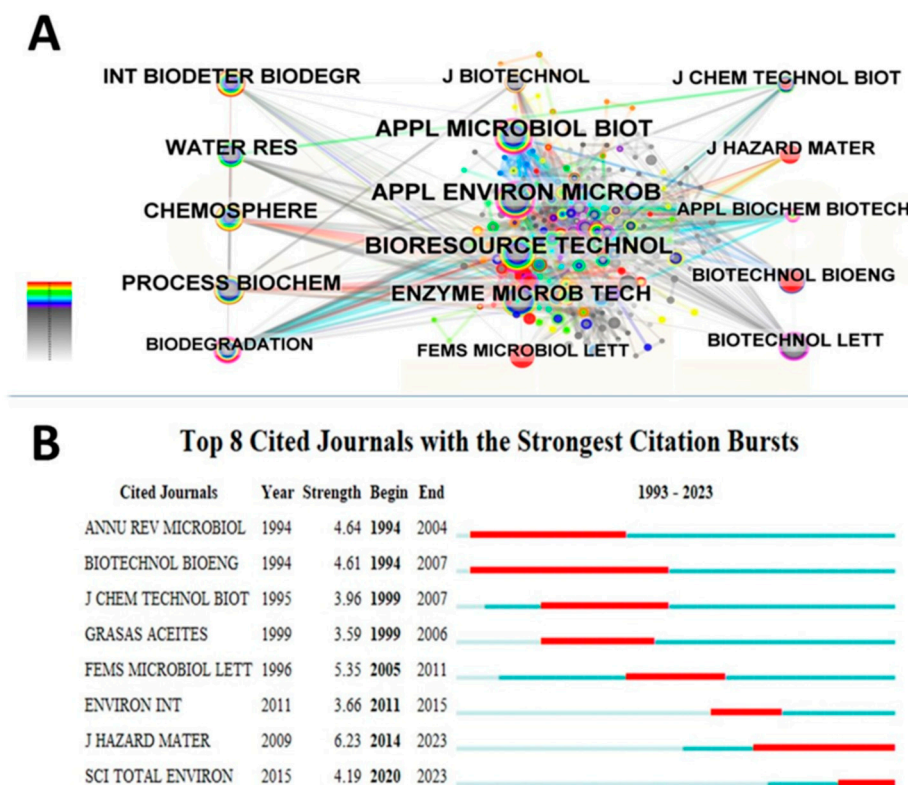 A
INT BIODETER BIODEGR
J BIOTECHNOL
J CHEM TECHNOL BIOT
APPL MICROBIOL BIOT
WATER RES
J HAZARD MATER
APPL ENVIRON MICROB
CHEMOSPHERE
APPL BIOCHEM BIOTECH
BIORESOURCE TECHNOL
PROCESS BIOCHEM
BIOTECHNOL BIOENG
ENZYME MICROB TECH
BIODEGRADATION
FEMS MICROBIOL LETT
BIOTECHNOL LETT
B
Top 8 Cited Journals with the Strongest Citation Bursts
Cited Journals Year Strength Begin End 1993 - 2023
ANNU REV MICROBIOL 1994 4.64 1994 2004
BIOTECHNOL BIOENG 1994 4.61 1994 2007
J CHEM TECHNOL BIOT 1995 3.96 1999 2007
GRASAS ACEITES 1999 3.59 1999 2006
FEMS MICROBIOL LETT 1996 5.35 2005 2011
ENVIRON INT 2011 3.66 2011 2015
J HAZARD MATER 2009 6.23 2014 2023
SCI TOTAL ENVIRON 2015 4.19 2020 2023